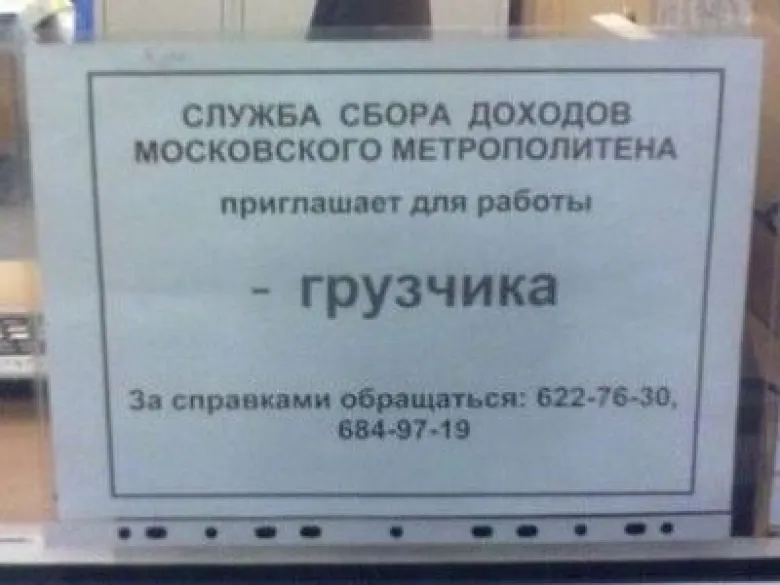 СЛУЖБА СБОРА ДОХОДОВ
МОСКОВСКОГО МЕТРОПОЛИТЕНА
приглашает для работы
- грузчика
За справками обращаться: 622-76-30,
684-97-19